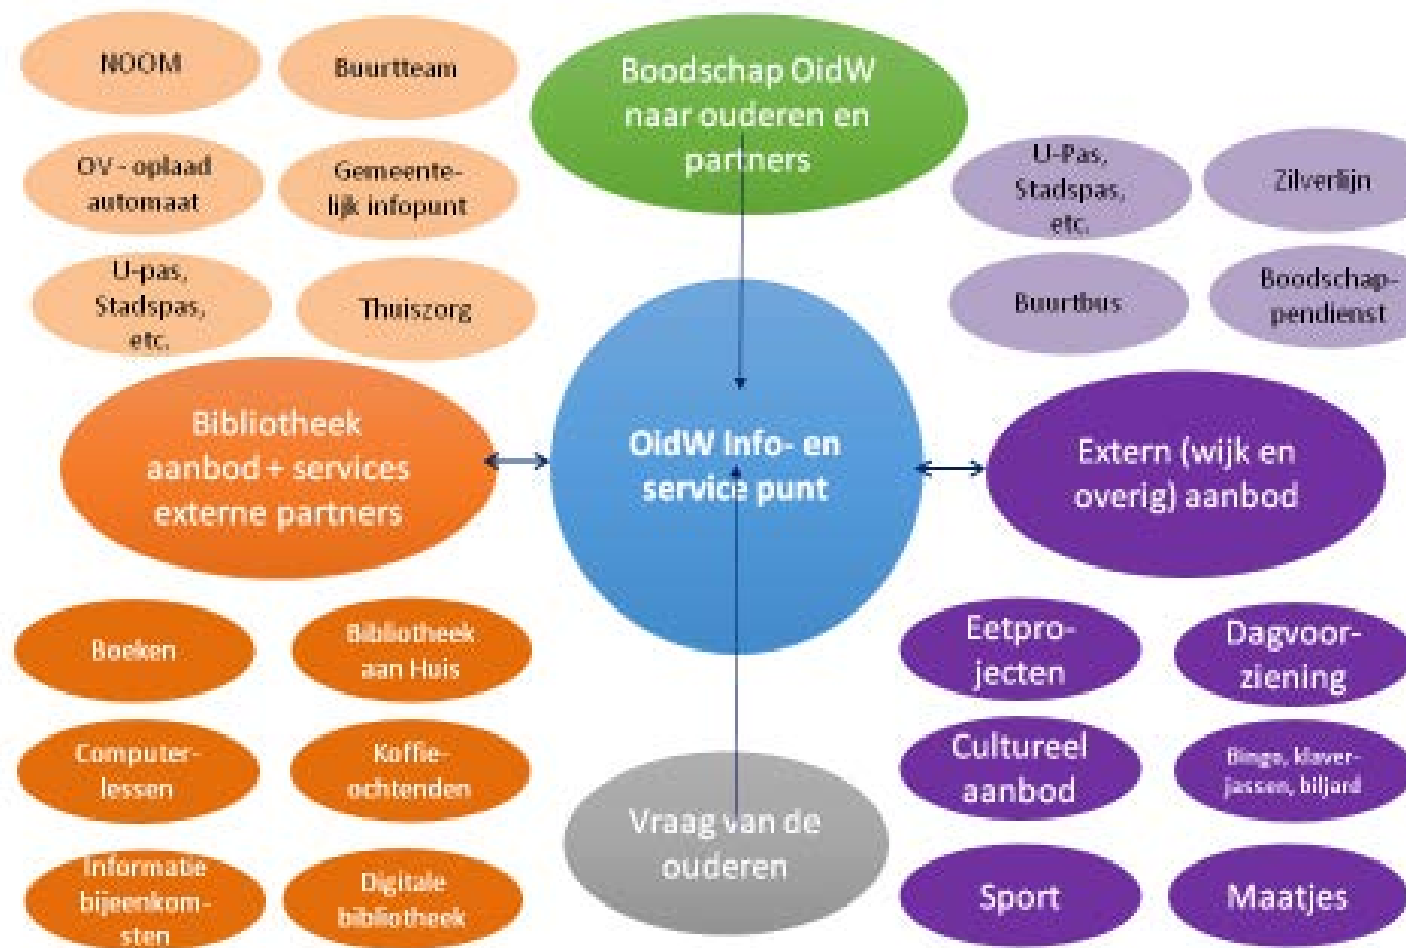 NOOM
Buurtteam
OV - oplaad
automaat
Gemeente-
lijk infopunt
U-pas,
Stadspas,
etc.
Thuiszorg
Boodschap OidW
naar ouderen en
partners
U-Pas,
Stadspas,
etc.
Zilverlijn
Buurtbus
Boodschap-
pendienst
Bibliotheek
aanbod + services
externe partners
OidW Info- en
service punt
Extern (wijk en
overig) aanbod
Boeken
Bibliotheek
aan Huis
Computer-
lessen
Koffie-
ochtenden
Informatie
bijeenkom-
sten
Digitale
bibliotheek
Vraag van de
ouderen
Eetpro-
jecten
Dagvoor-
ziening
Cultureel
aanbod
Bingo, klaver-
jassen, biljard
Sport
Maatjes